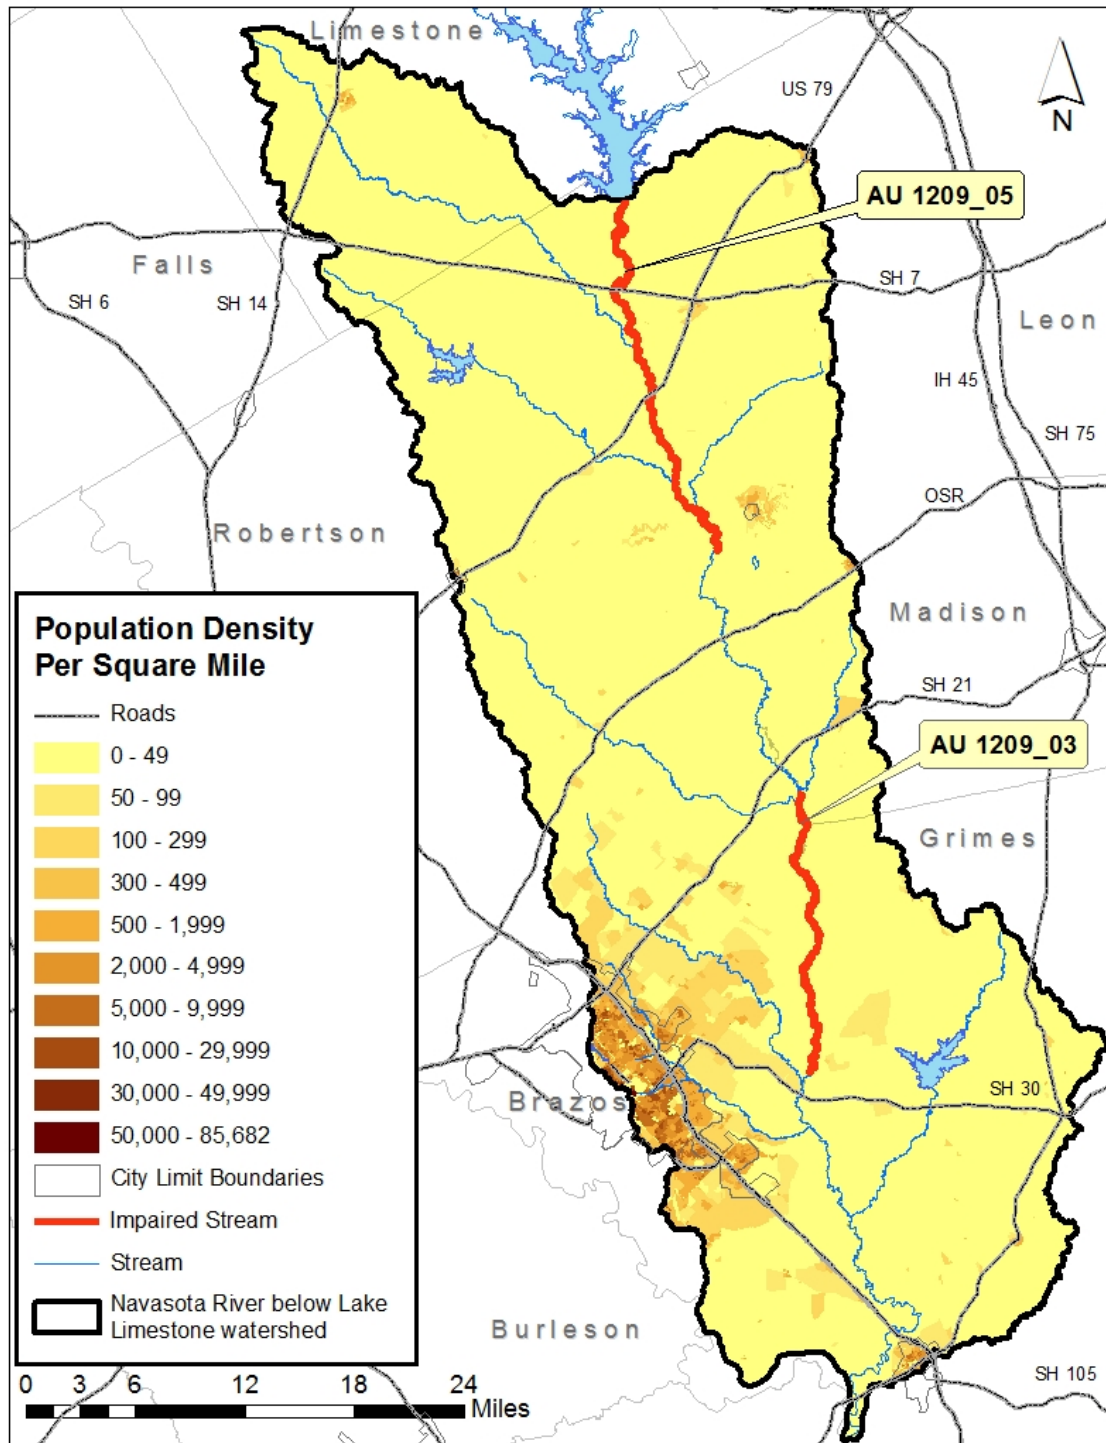 Limestone
US 79
N
AU 1209_05
Falls
SH 7
SH 6
SH 14
Leon
IH 45
SH 75
OSR
Robertson
Madison
SH 21
AU 1209_03
Grimes
SH 30
Brazos
Burleson
SH 105
Population Density
Per Square Mile
Roads
0 - 49
50 - 99
100 - 299
300 - 499
500 - 1,999
2,000 - 4,999
5,000 - 9,999
10,000 - 29,999
30,000 - 49,999
50,000 - 85,682
City Limit Boundaries
Impaired Stream
Stream
Navasota River below Lake
Limestone watershed
0 3 6 12 18 24
Miles